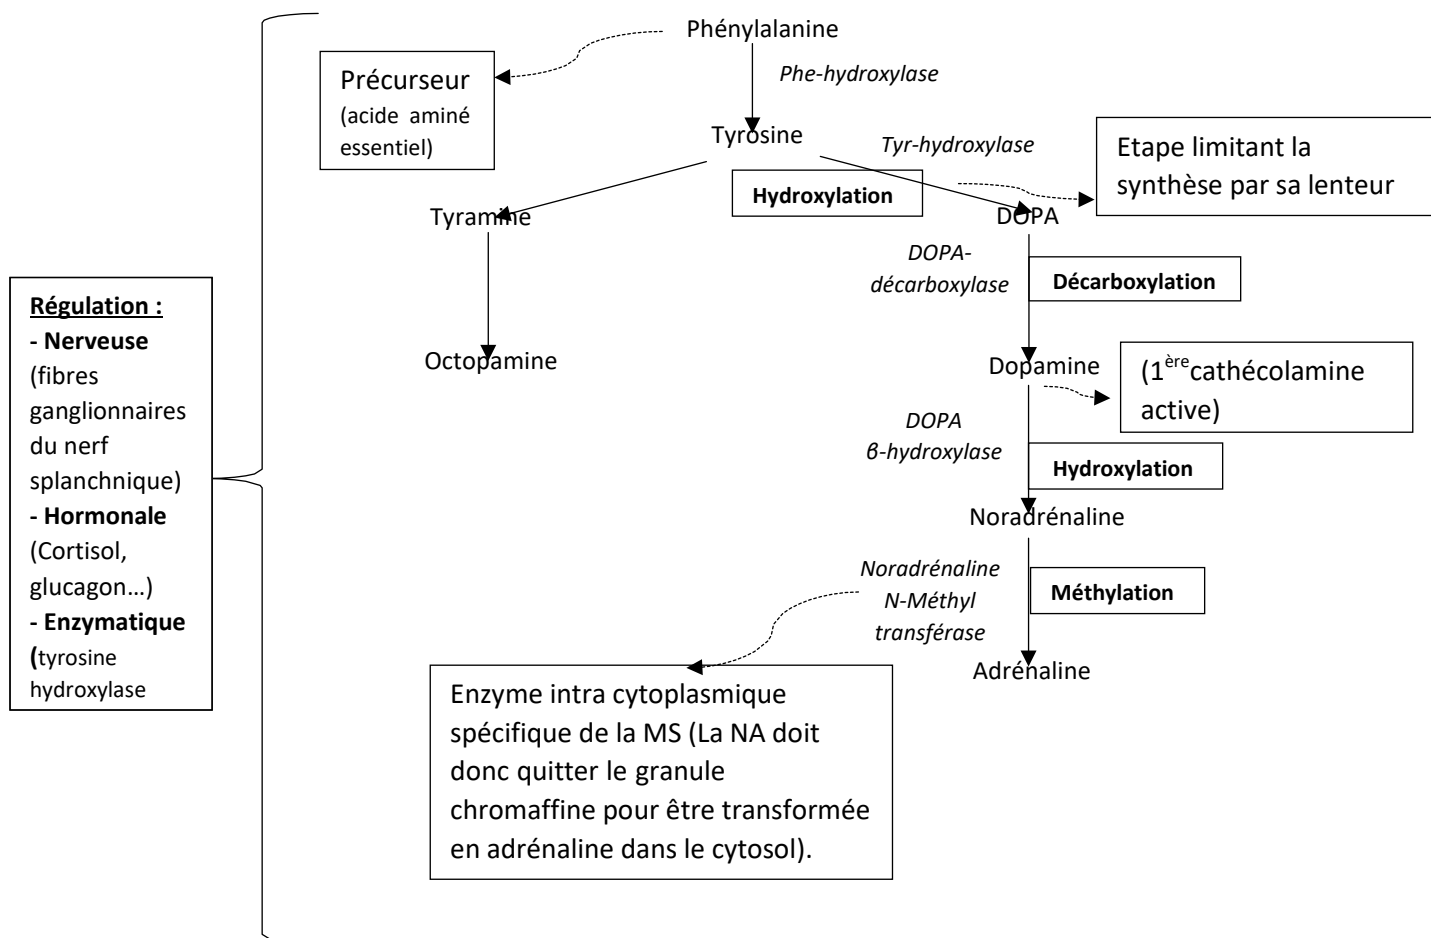 Phénylalanine
Précurseur
(acide aminé
essentiel)
Phe-hydroxylase
Tyrosine
Tyr-hydroxylase
Etape limitant la
synthèse par sa lenteur
Hydroxylation
Tyramine
DOPA
DOPA-
décarboxylase
Décarboxylation
Régulation :
- Nerveuse
(fibres
ganglionnaires
du nerf
splanchnique)
- Hormonale
(Cortisol,
glucagon…)
- Enzymatique
(tyrosine
hydroxylase
Octopamine
Dopamine
(1ère cathécolamine
active)
DOPA
β-hydroxylase
Hydroxylation
Noradrénaline
Noradrénaline
N-Méthyl
transférase
Méthylation
Adrénaline
Enzyme intra cytoplasmique
spécifique de la MS (La NA doit
donc quitter le granule
chromaffine pour être transformée
en adrénaline dans le cytosol).